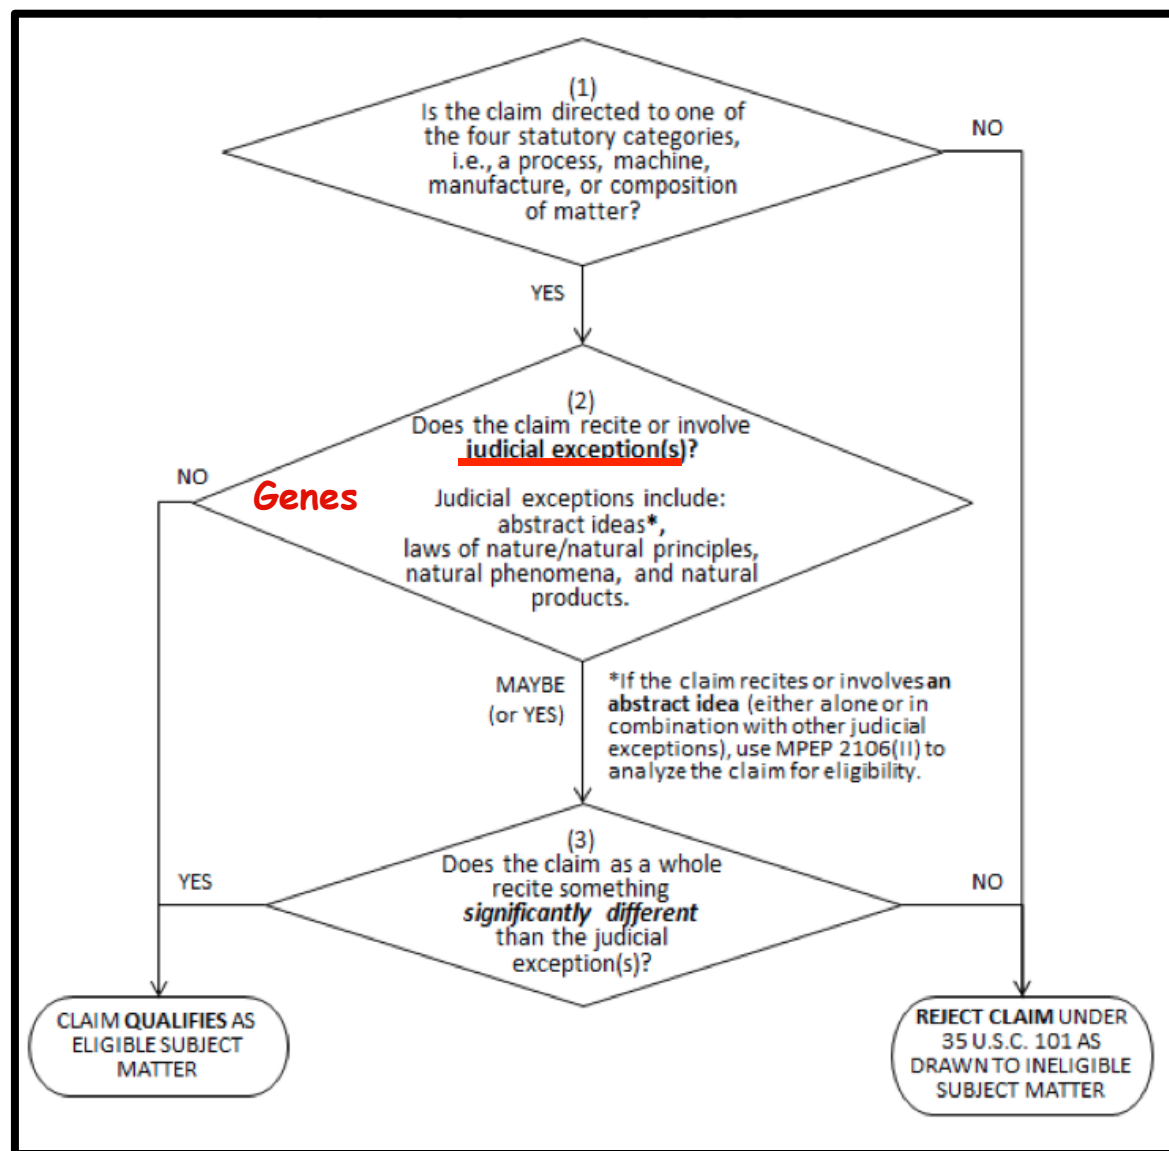 (1)
Is the claim directed to one of
the four statutory categories,
i.e., a process, machine,
manufacture, or composition
of matter?
NO
YES
(2)
Does the claim recite or involve
judicial exception(s)?
NO
Genes
Judicial exceptions include:
abstract ideas*,
laws of nature/natural principles,
natural phenomena, and natural
products.
MAYBE
(or YES)
*If the claim recites or involves an
abstract idea (either alone or in
combination with other judicial
exceptions), use MPEP 2106(II) to
analyze the claim for eligibility.
(3)
Does the claim as a whole
recite something
significantly different
than the judicial
exception(s)?
YES
NO
CLAIM QUALIFIES AS
ELIGIBLE SUBJECT
MATTER
REJECT CLAIM UNDER
35 U.S.C. 101 AS
DRAWN TO INELIGIBLE
SUBJECT MATTER